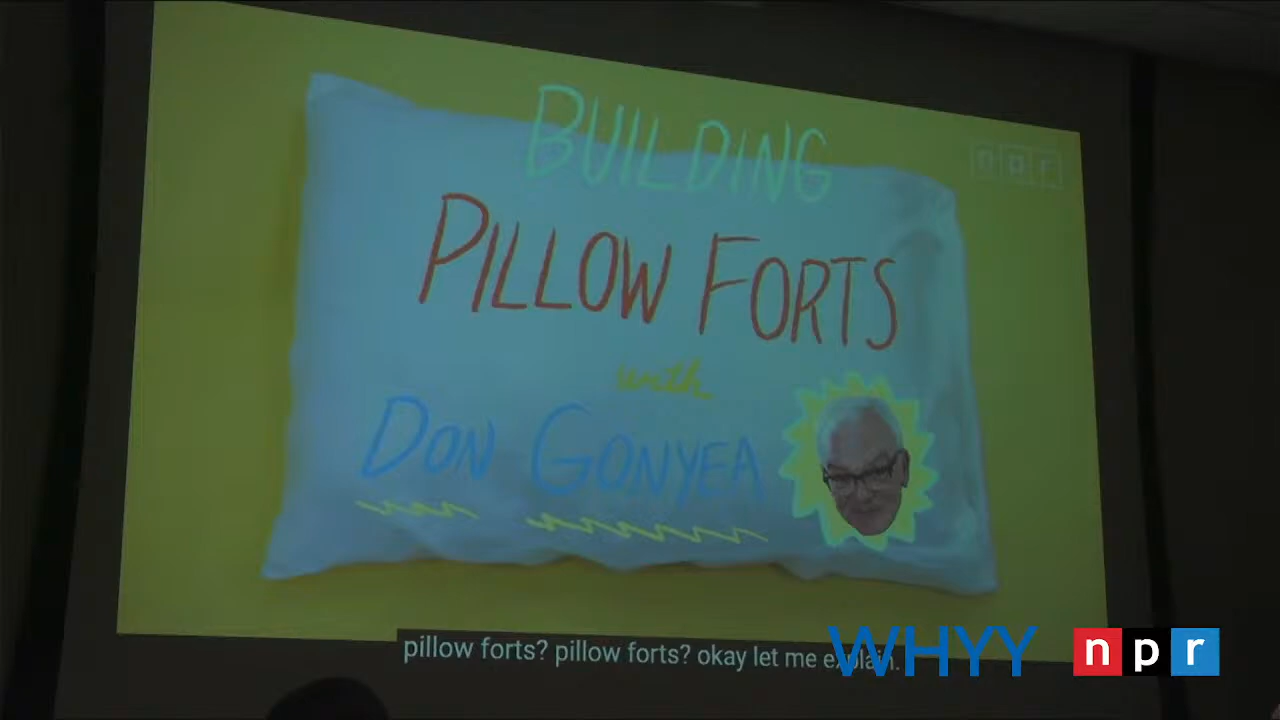 BUILDING
npr
PILLOW FORTS
with
DON GONYEA
pillow forts? pillow forts? okay let me explain.
WHYY npr